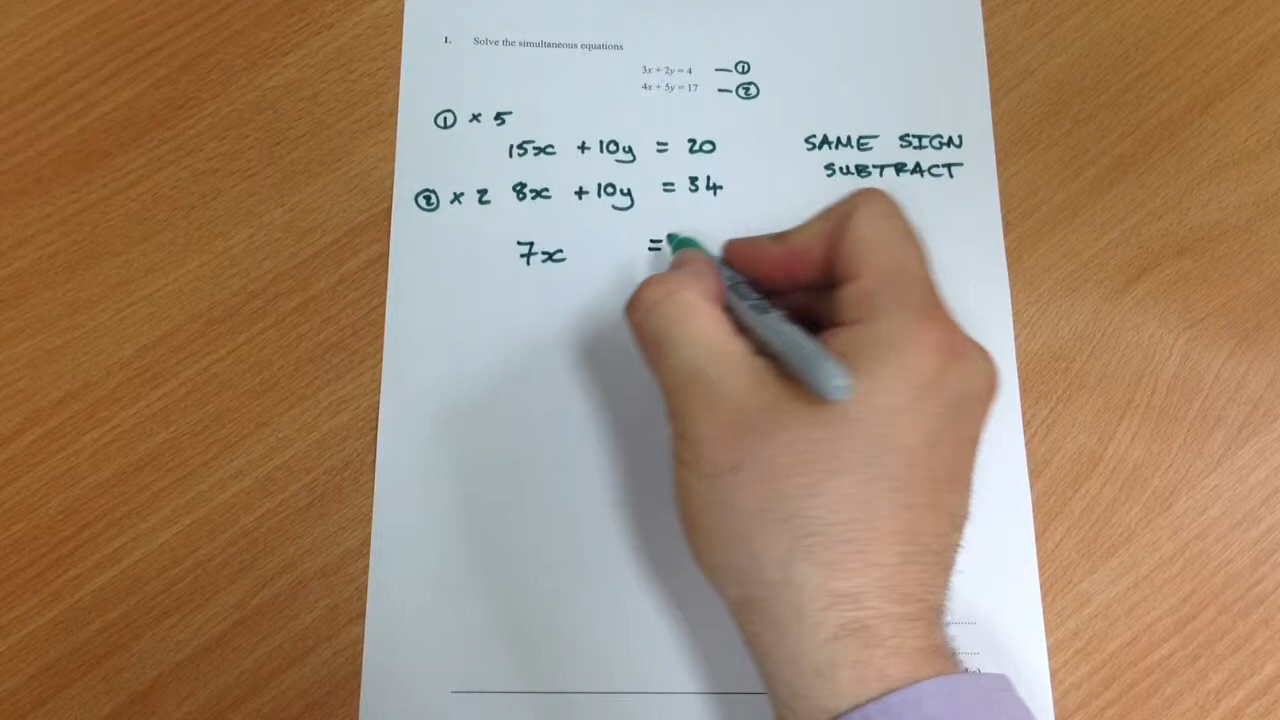 1. Solve the simultaneous equations
3x + 2y = 4 — ①
4x + 5y = 17 — ②
① × 5
15x + 10y = 20
SAME SIGN
SUBTRACT
② × 2 8x + 10y = 34
7x =